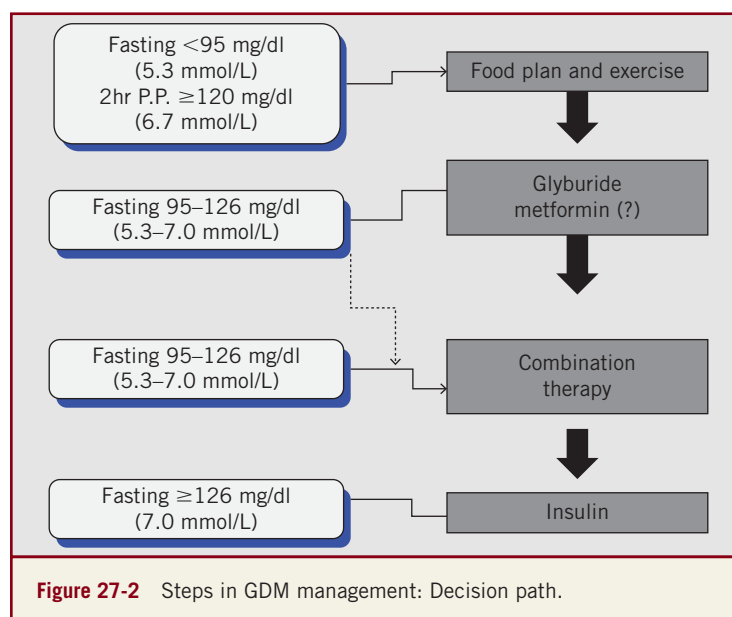 Fasting <95 mg/dl
(5.3 mmol/L)
2hr P.P. ≥120 mg/dl
(6.7 mmol/L)
Food plan and exercise
Fasting 95–126 mg/dl
(5.3–7.0 mmol/L)
Glyburide
metformin (?)
Fasting 95–126 mg/dl
(5.3–7.0 mmol/L)
Combination
therapy
Fasting ≥126 mg/dl
(7.0 mmol/L)
Insulin
Figure 27-2 Steps in GDM management: Decision path.